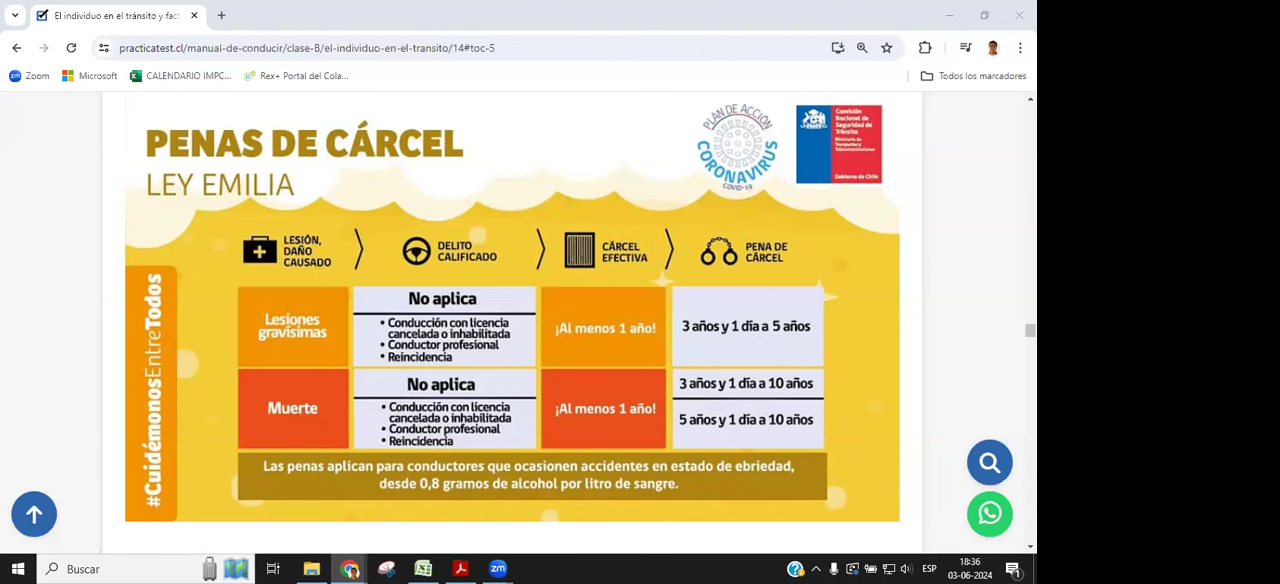 El individuo en el tránsito y fact
practicatest.cl/manual-de-conducir/clase-B/el-individuo-en-el-transito/14#toc-5
Zoom
Microsoft
CALENDARIO IMPC...
Rex+ Portal del Cola...
Todos los marcadores
PENAS DE CÁRCEL
LEY EMILIA
PLAN DE ACCIÓN
CORONAVIRUS
COVID-19
Comisión
Nacional de
Seguridad de
Tránsito
Ministerio de
Transportes y
Telecomunicaciones
Gobierno de Chile
LESIÓN,
DAÑO
CAUSADO
DELITO
CALIFICADO
CÁRCEL
EFECTIVA
PENA DE
CÁRCEL
#CuidémonosEntreTodos
Lesiones
gravísimas
No aplica
• Conducción con licencia
cancelada o inhabilitada
• Conductor profesional
• Reincidencia
¡Al menos 1 año!
3 años y 1 día a 5 años
Muerte
No aplica
• Conducción con licencia
cancelada o inhabilitada
• Conductor profesional
• Reincidencia
¡Al menos 1 año!
3 años y 1 día a 10 años
5 años y 1 día a 10 años
Las penas aplican para conductores que ocasionen accidentes en estado de ebriedad,
desde 0,8 gramos de alcohol por litro de sangre.
Buscar
zm
ESP
18:36
03-06-2024
1